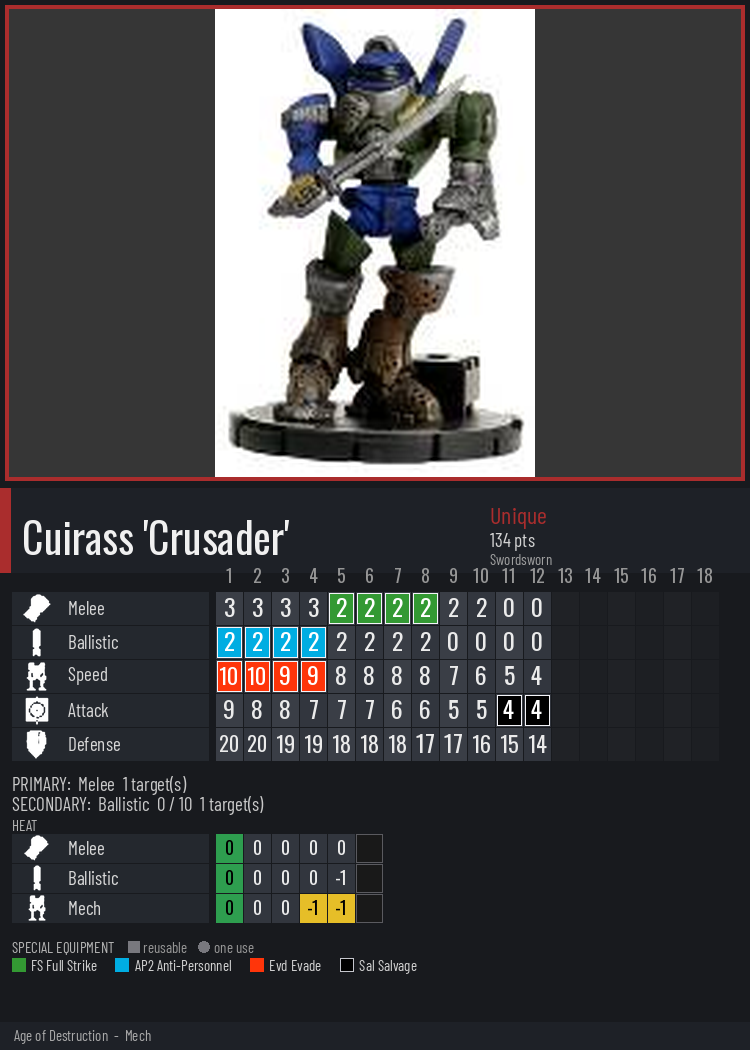 Cuirass 'Crusader'
Unique
134 pts
Swordsworn
1 2 3 4 5 6 7 8 9 10 11 12 13 14 15 16 17 18
Melee 3 3 3 3 2 2 2 2 2 2 0 0
Ballistic 2 2 2 2 2 2 2 2 0 0 0 0
Speed 10 10 9 9 8 8 8 8 7 6 5 4
Attack 9 8 8 7 7 7 6 6 5 5 4 4
Defense 20 20 19 19 18 18 18 17 17 16 15 14
PRIMARY: Melee 1 target(s)
SECONDARY: Ballistic 0 / 10 1 target(s)
HEAT
Melee 0 0 0 0 0
Ballistic 0 0 0 0 -1
Mech 0 0 0 -1 -1
SPECIAL EQUIPMENT reusable one use
FS Full Strike AP2 Anti-Personnel Evd Evade Sal Salvage
Age of Destruction - Mech